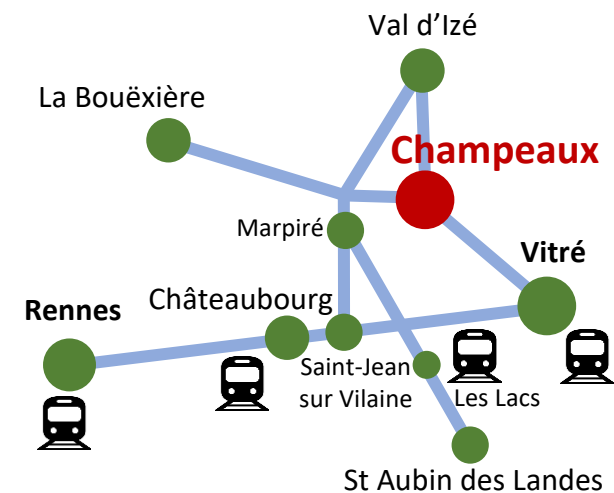 Val d'Izé
La Bouëxière
Champeaux
Marpiré
Vitré
Châteaubourg
Rennes
Saint-Jean
sur Vilaine
Les Lacs
St Aubin des Landes